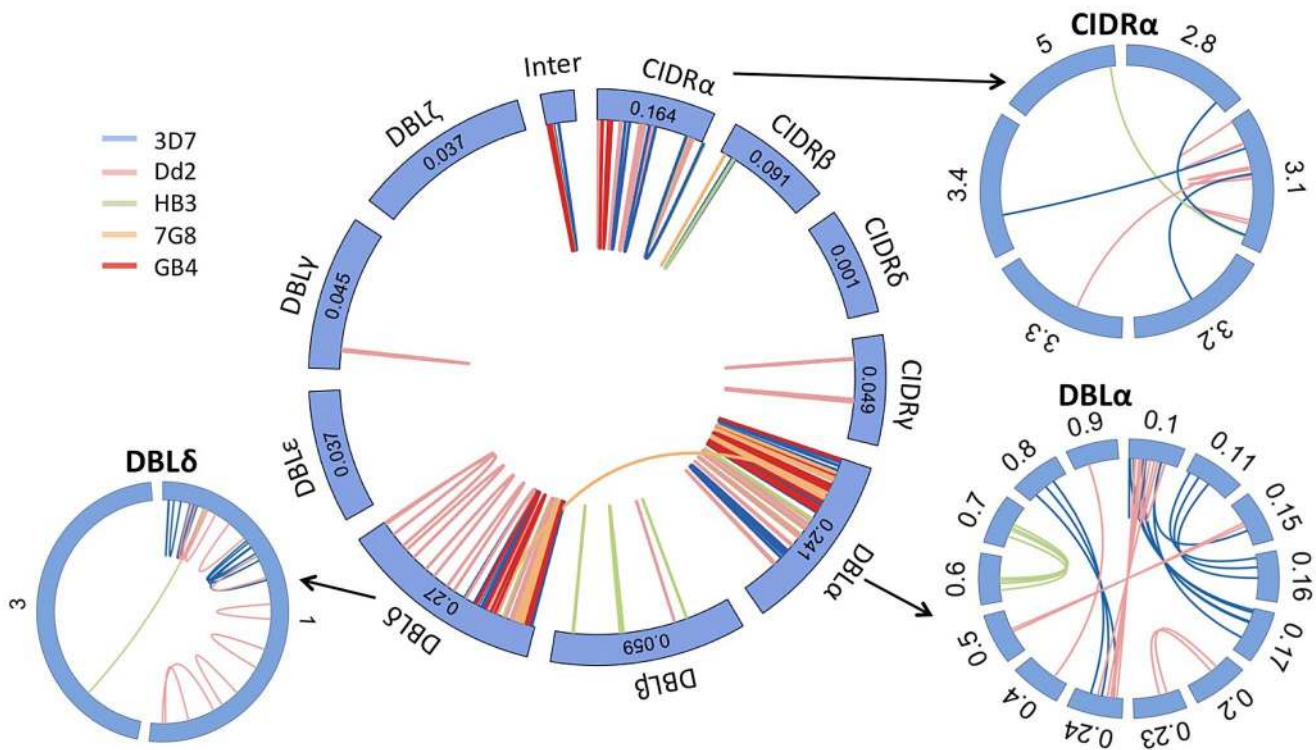 3D7
Dd2
HB3
7G8
GB4
Inter
CIDRα
0.164
CIDRβ
0.091
CIDRδ
0.001
CIDRγ
0.049
DBLα
0.241
DBLβ
0.059
DBLδ
0.27
DBLε
0.037
DBLγ
0.045
DBLζ
0.037
CIDRα
2.8
3.1
3.2
3.3
3.4
5
DBLα
0.1
0.11
0.15
0.16
0.17
0.2
0.23
0.24
0.4
0.5
0.6
0.7
0.8
0.9
DBLδ
3
1